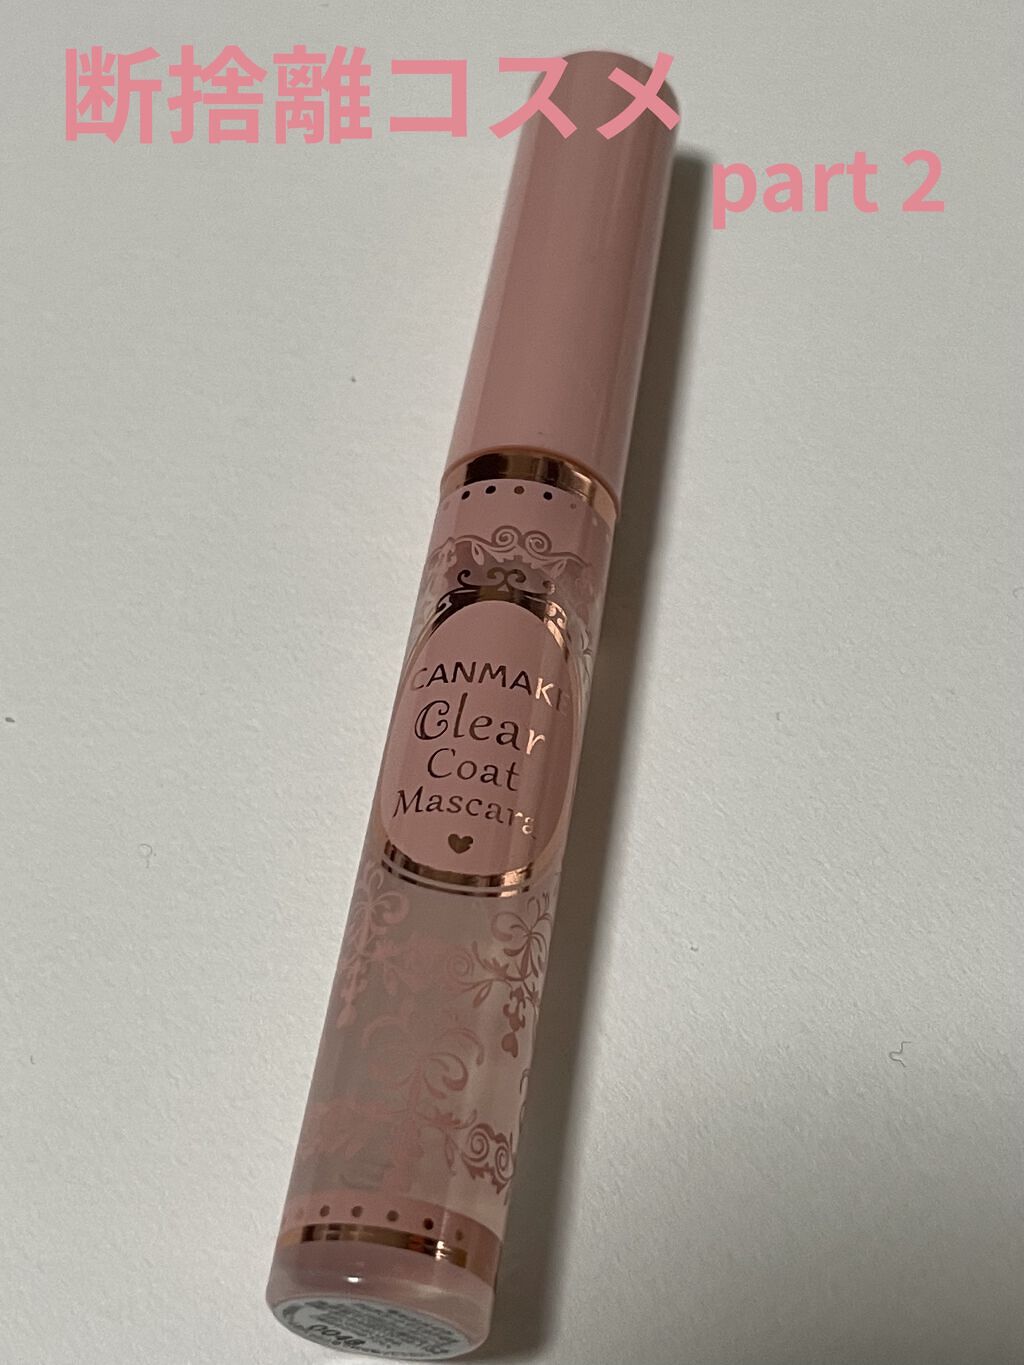 断捨離コスメ
part 2
CANMAKE
Clear
Coat
Mascara